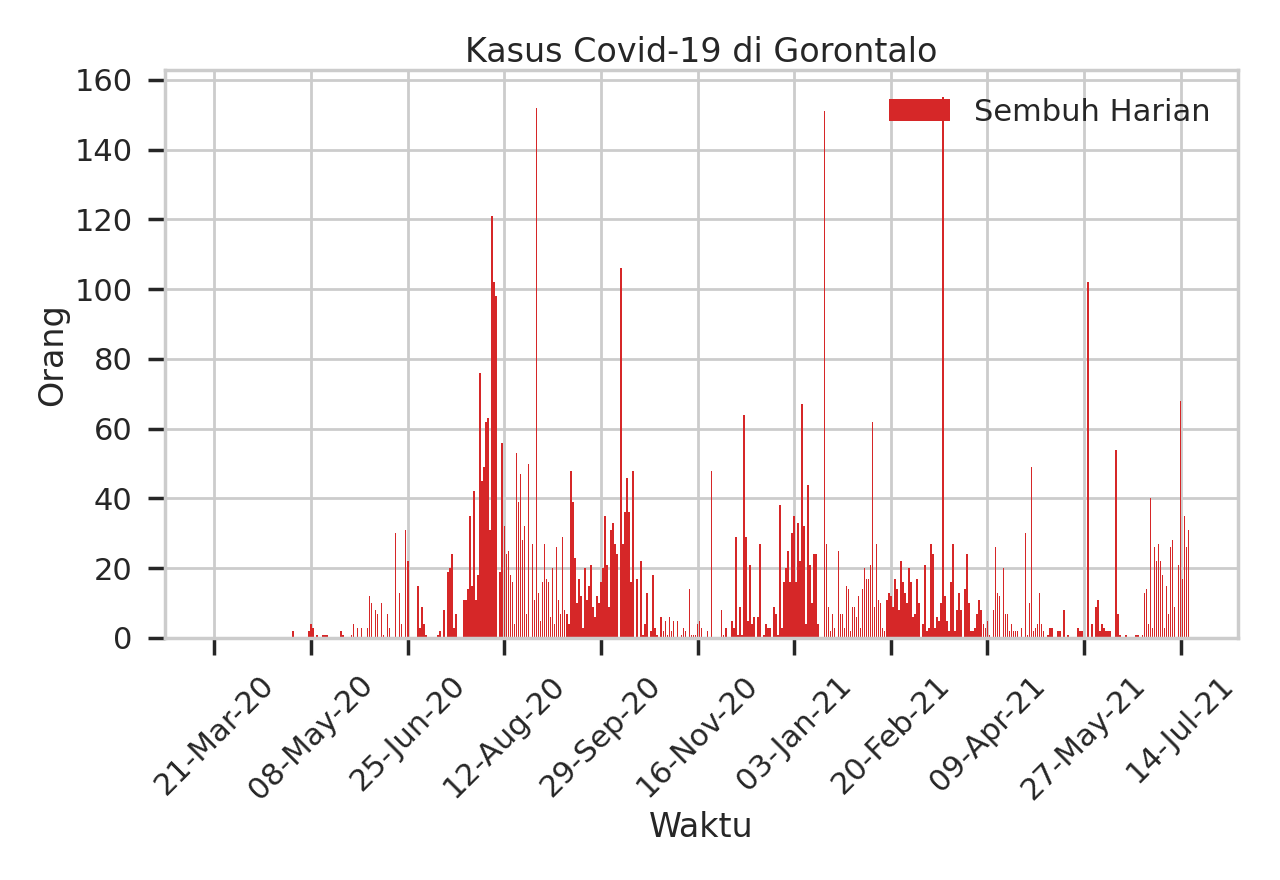 Kasus Covid-19 di Gorontalo
Sembuh Harian
Orang
160
140
120
100
80
60
40
20
0
21-Mar-20
08-May-20
25-Jun-20
12-Aug-20
29-Sep-20
16-Nov-20
03-Jan-21
20-Feb-21
09-Apr-21
27-May-21
14-Jul-21
Waktu